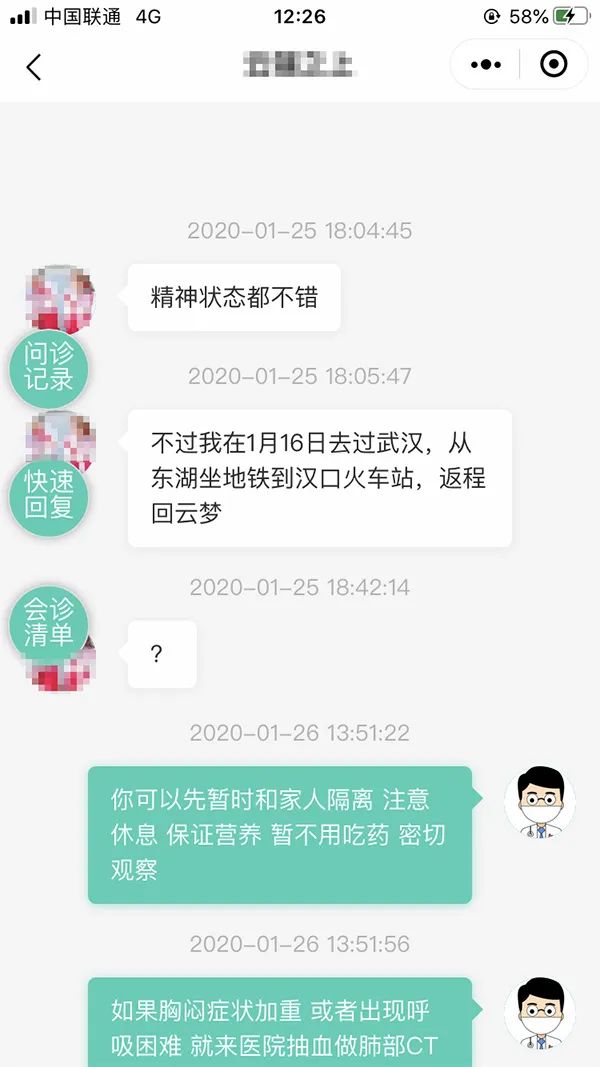 中国联通 4G 12:26 58%
2020-01-25 18:04:45
精神状态都不错
问诊
记录
2020-01-25 18:05:47
不过我在1月16日去过武汉，从
东湖坐地铁到汉口火车站，返程
回云梦
快速
回复
2020-01-25 18:42:14
会诊
清单
?
2020-01-26 13:51:22
你可以先暂时和家人隔离 注意
休息 保证营养 暂不用吃药 密切
观察
2020-01-26 13:51:56
如果胸闷症状加重 或者出现呼
吸困难 就来医院抽血做肺部CT